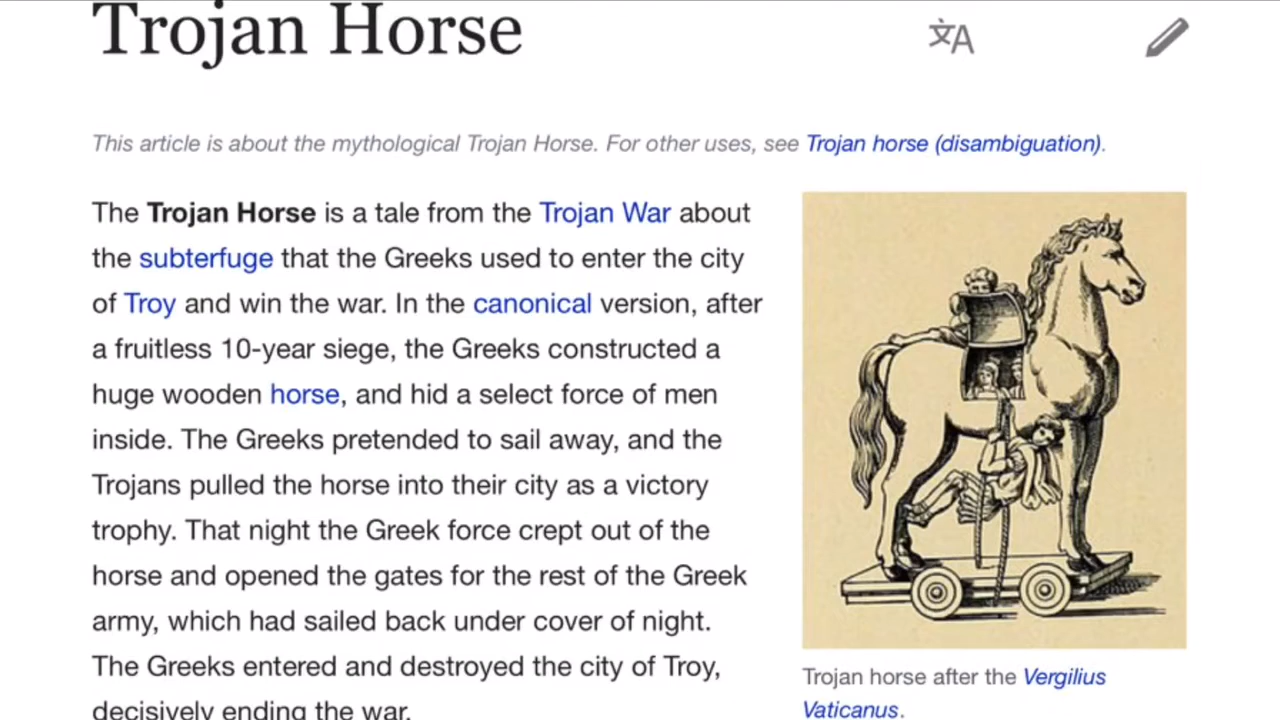 Trojan Horse
文A
This article is about the mythological Trojan Horse. For other uses, see Trojan horse (disambiguation).
The Trojan Horse is a tale from the Trojan War about
the subterfuge that the Greeks used to enter the city
of Troy and win the war. In the canonical version, after
a fruitless 10-year siege, the Greeks constructed a
huge wooden horse, and hid a select force of men
inside. The Greeks pretended to sail away, and the
Trojans pulled the horse into their city as a victory
trophy. That night the Greek force crept out of the
horse and opened the gates for the rest of the Greek
army, which had sailed back under cover of night.
The Greeks entered and destroyed the city of Troy,
decisively ending the war.
Trojan horse after the Vergilius
Vaticanus.